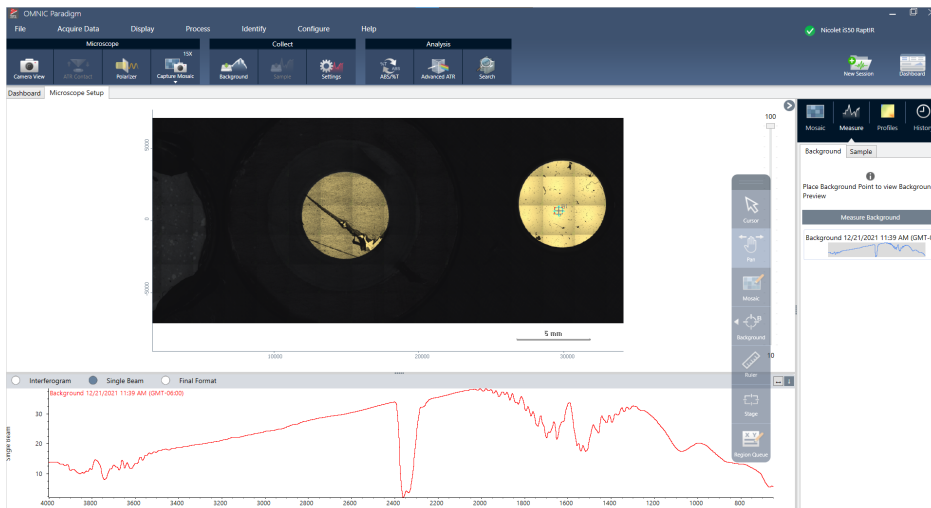 OMNIC Paradigm
File Acquire Data Display Process Identify Configure Help
Nicolet iS50 RaptIR
Microscope Collect Analysis
15X
Camera View ATR Contact Polarizer Capture Mosaic Background Sample Settings ABS/%T Advanced ATR Search New Session Dashboard
Dashboard Microscope Setup
100
5000
0
-5000
5 mm
10000 20000 30000
10
Cursor
Pan
Mosaic
Background
Ruler
Stage
X Y
Region Queue
Mosaic Measure Profiles Histor
Background Sample
Place Background Point to view Backgroun
Preview
Measure Background
Background 12/21/2021 11:39 AM (GMT-0
Interferogram Single Beam Final Format
Background 12/21/2021 11:39 AM (GMT-06:00)
Single Beam
30
20
10
4000 3800 3600 3400 3200 3000 2800 2600 2400 2200 2000 1800 1600 1400 1200 1000 800